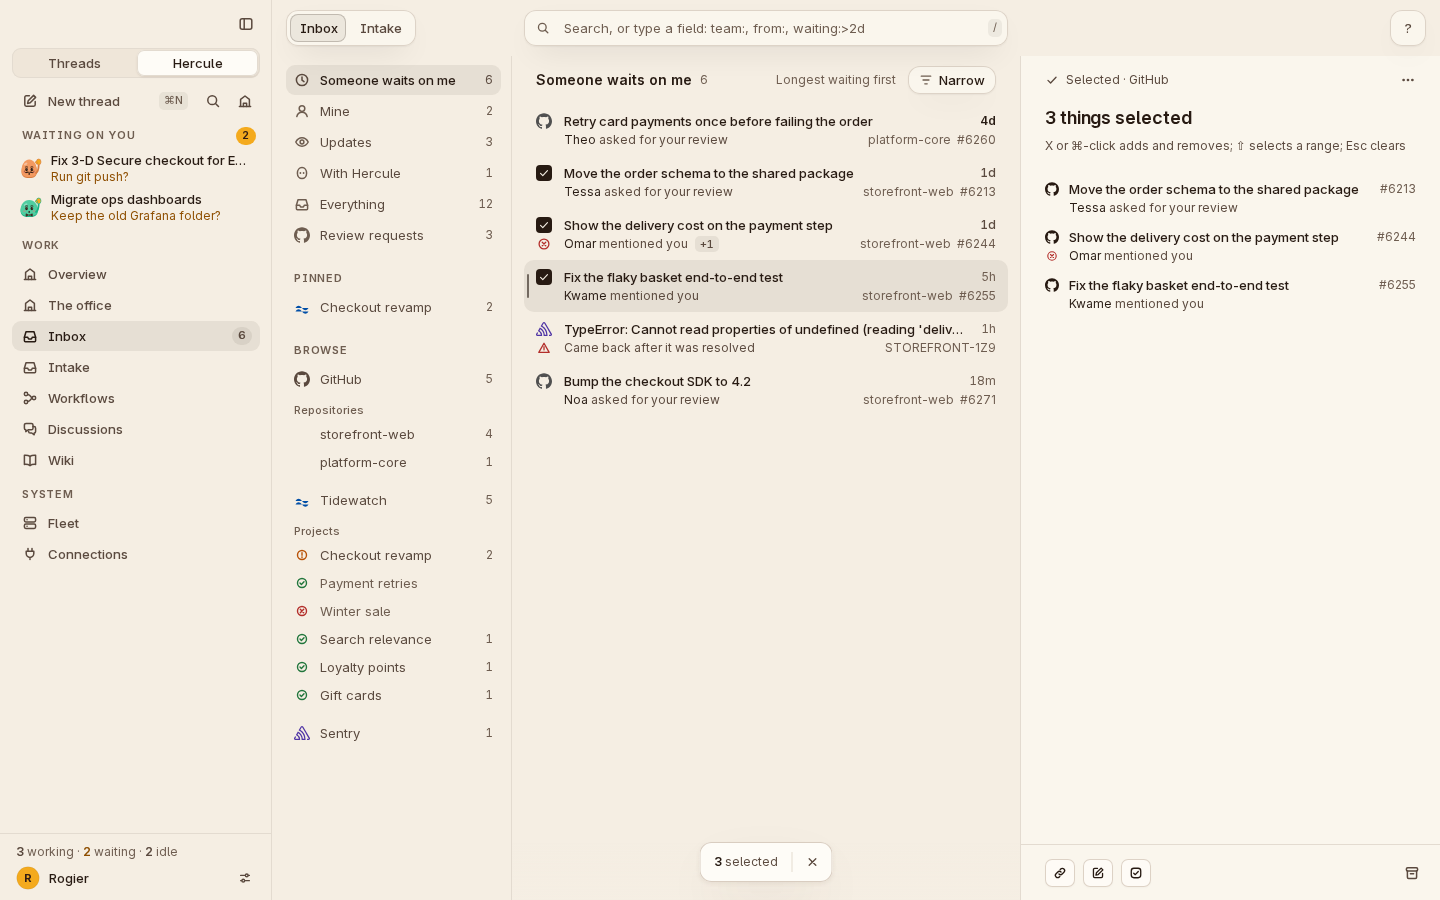 Threads
Hercule
New thread
⌘N
WAITING ON YOU
2
Fix 3-D Secure checkout for E…
Run git push?
Migrate ops dashboards
Keep the old Grafana folder?
WORK
Overview
The office
Inbox
6
Intake
Workflows
Discussions
Wiki
SYSTEM
Fleet
Connections
3 working · 2 waiting · 2 idle
R
Rogier
Inbox
Intake
Someone waits on me
6
Mine
2
Updates
3
With Hercule
1
Everything
12
Review requests
3
PINNED
Checkout revamp
2
BROWSE
GitHub
5
Repositories
storefront-web
4
platform-core
1
Tidewatch
5
Projects
Checkout revamp
2
Payment retries
Winter sale
Search relevance
1
Loyalty points
1
Gift cards
1
Sentry
1
Search, or type a field: team:, from:, waiting:>2d
/
?
Someone waits on me 6
Longest waiting first
Narrow
Retry card payments once before failing the order
4d
Theo asked for your review
platform-core #6260
Move the order schema to the shared package
1d
Tessa asked for your review
storefront-web #6213
Show the delivery cost on the payment step
1d
Omar mentioned you +1
storefront-web #6244
Fix the flaky basket end-to-end test
5h
Kwame mentioned you
storefront-web #6255
TypeError: Cannot read properties of undefined (reading 'deliv…
1h
Came back after it was resolved
STOREFRONT-1Z9
Bump the checkout SDK to 4.2
18m
Noa asked for your review
storefront-web #6271
3 selected
Selected · GitHub
3 things selected
X or ⌘-click adds and removes; ⇧ selects a range; Esc clears
Move the order schema to the shared package
#6213
Tessa asked for your review
Show the delivery cost on the payment step
#6244
Omar mentioned you
Fix the flaky basket end-to-end test
#6255
Kwame mentioned you